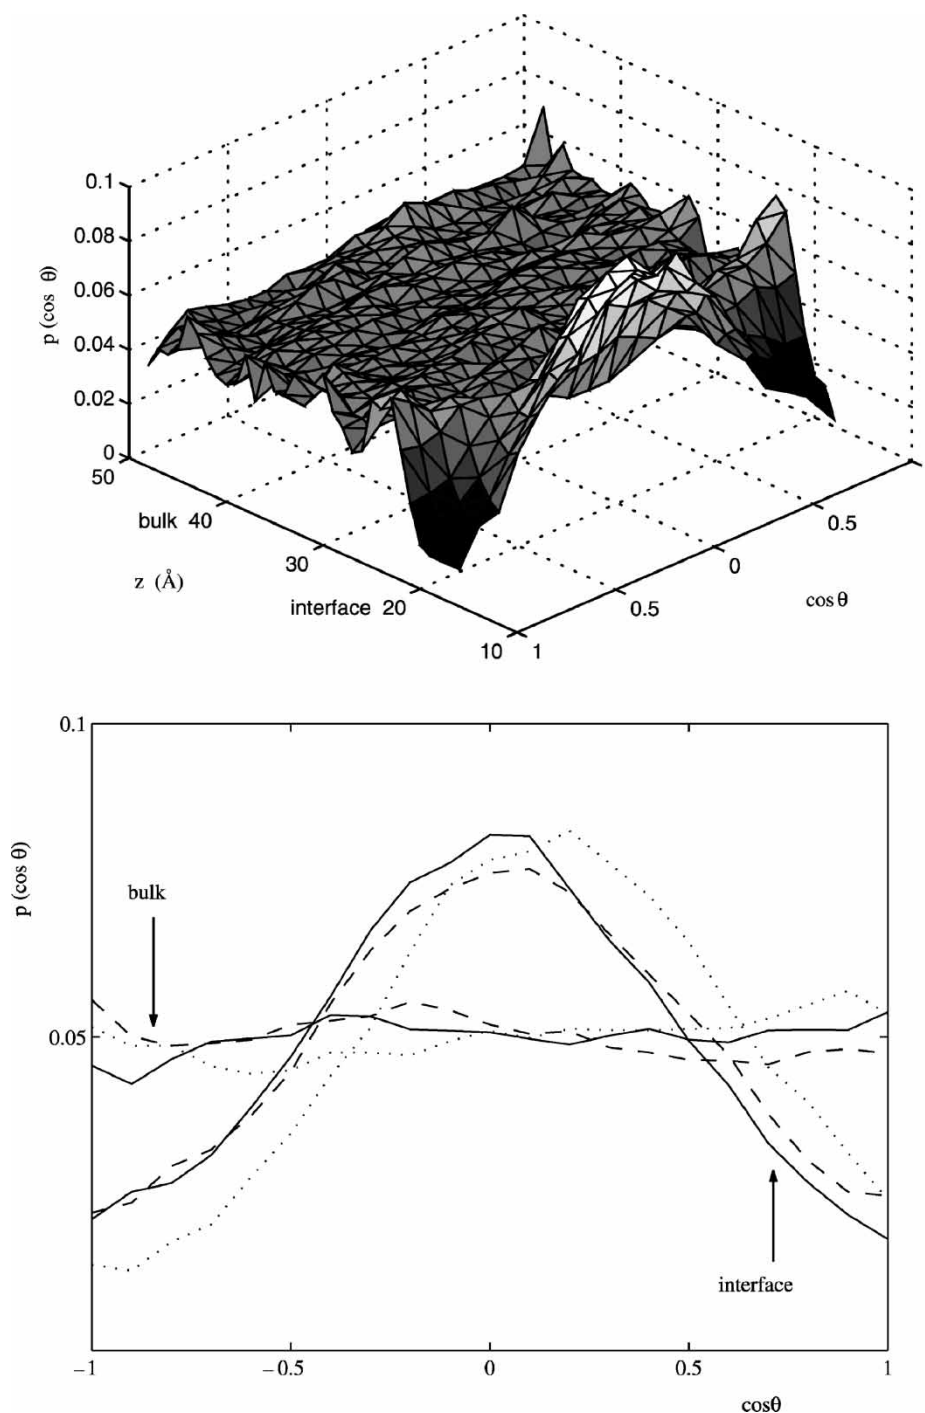 0.1
0.08
0.06
0.04
0.02
0
p (cos θ)
50
bulk 40
30
z (Å)
interface 20
10
1
0.5
0
0.5
cos θ
0.1
p (cos θ)
bulk
0.05
interface
−1
−0.5
0
0.5
1
cosθ